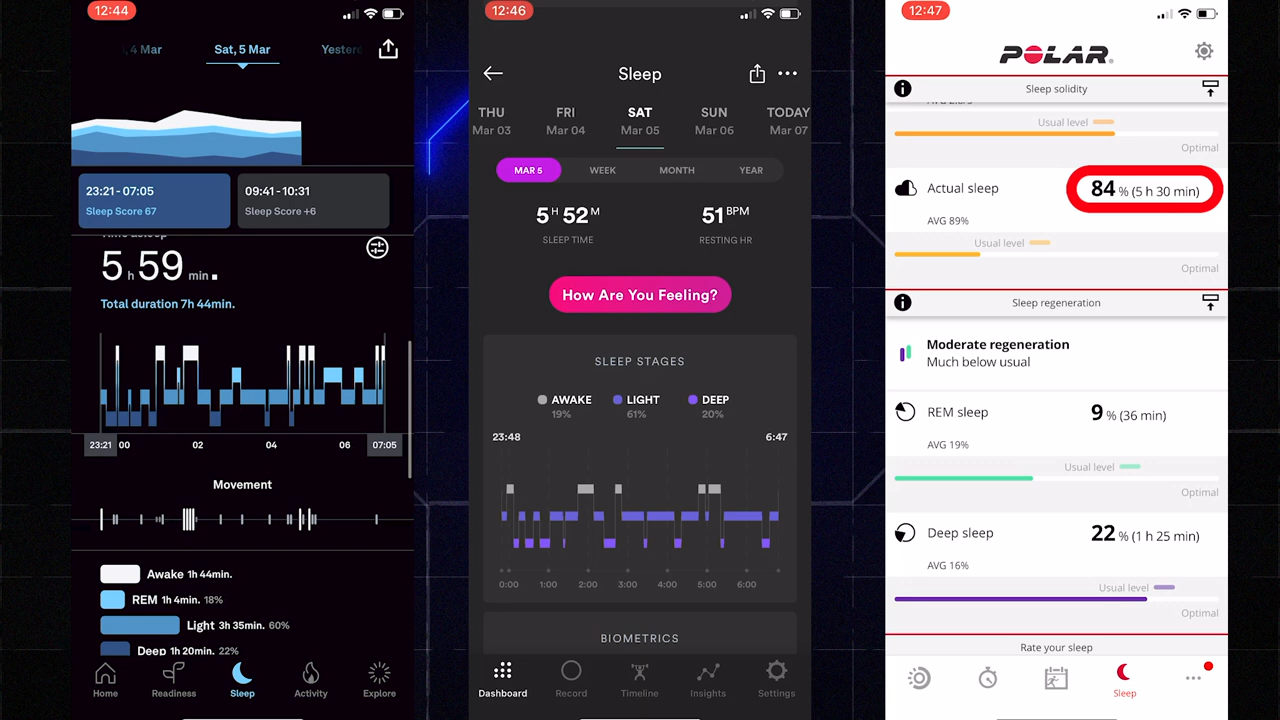 12:44
, 4 Mar
Sat, 5 Mar
Yester
23:21 - 07:05
Sleep Score 67
09:41 - 10:31
Sleep Score +6
Time asleep
5 h 59 min.
Total duration 7h 44min.
23:21 00 02 04 06 07:05
Movement
Awake 1h 44min.
REM 1h 4min. 18%
Light 3h 35min. 60%
Deep 1h 20min. 22%
Home Readiness Sleep Activity Explore
12:46
Sleep
THU FRI SAT SUN TODAY
Mar 03 Mar 04 Mar 05 Mar 06 Mar 07
MAR 5 WEEK MONTH YEAR
5 H 52 M 51 BPM
SLEEP TIME RESTING HR
How Are You Feeling?
SLEEP STAGES
AWAKE LIGHT DEEP
19% 61% 20%
23:48 6:47
0:00 1:00 2:00 3:00 4:00 5:00 6:00
BIOMETRICS
Dashboard Record Timeline Insights Settings
12:47
POLAR
Sleep solidity
Usual level
Optimal
Actual sleep 84 % (5 h 30 min)
AVG 89%
Usual level
Optimal
Sleep regeneration
Moderate regeneration
Much below usual
REM sleep 9 % (36 min)
AVG 19%
Usual level
Optimal
Deep sleep 22 % (1 h 25 min)
AVG 16%
Usual level
Optimal
Rate your sleep
Sleep